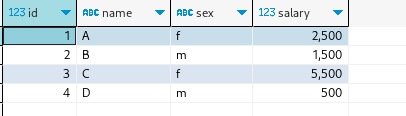 123 id ABC name ABC sex 123 salary
1 A f 2,500
2 B m 1,500
3 C f 5,500
4 D m 500